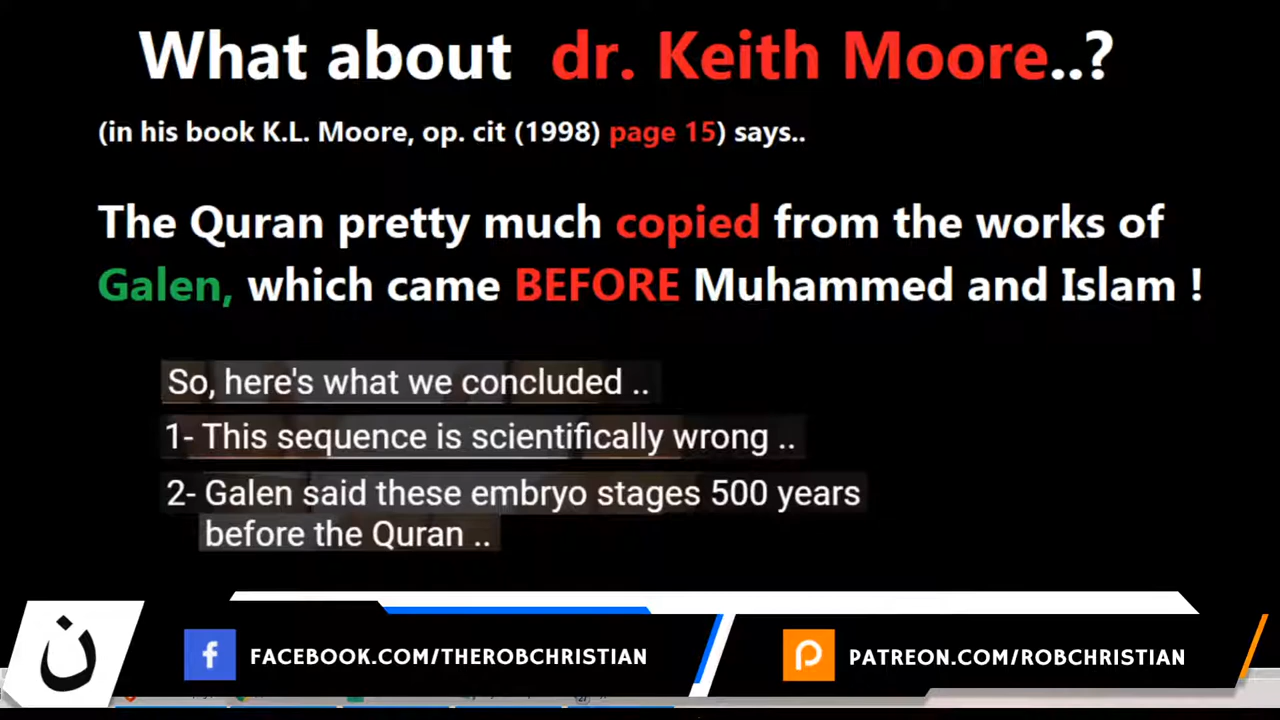 What about dr. Keith Moore..?
(in his book K.L. Moore, op. cit (1998) page 15) says..
The Quran pretty much copied from the works of
Galen, which came BEFORE Muhammed and Islam !
So, here's what we concluded ..
1- This sequence is scientifically wrong ..
2- Galen said these embryo stages 500 years
before the Quran ..
ن
f FACEBOOK.COM/THEROBCHRISTIAN
PATREON.COM/ROBCHRISTIAN